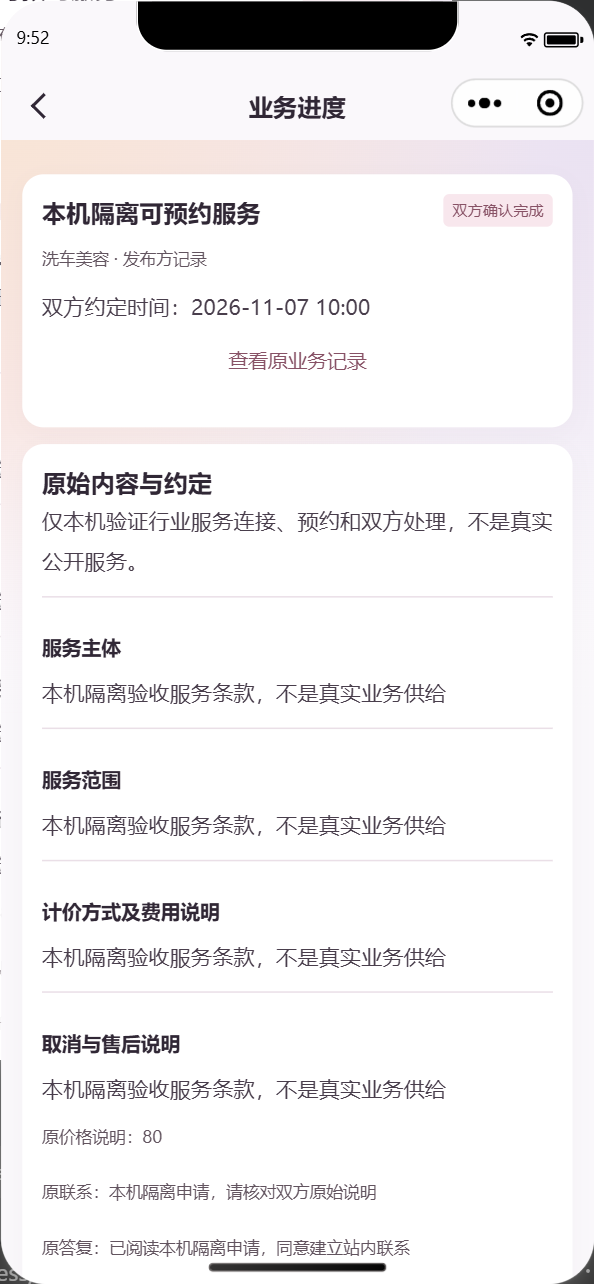 9:52
业务进度
本机隔离可预约服务
双方确认完成
洗车美容 · 发布方记录
双方约定时间：2026-11-07 10:00
查看原业务记录
原始内容与约定
仅本机验证行业服务连接、预约和双方处理，不是真实
公开服务。
服务主体
本机隔离验收服务条款，不是真实业务供给
服务范围
本机隔离验收服务条款，不是真实业务供给
计价方式及费用说明
本机隔离验收服务条款，不是真实业务供给
取消与售后说明
本机隔离验收服务条款，不是真实业务供给
原价格说明：80
原联系：本机隔离申请，请核对双方原始说明
原答复：已阅读本机隔离申请，同意建立站内联系